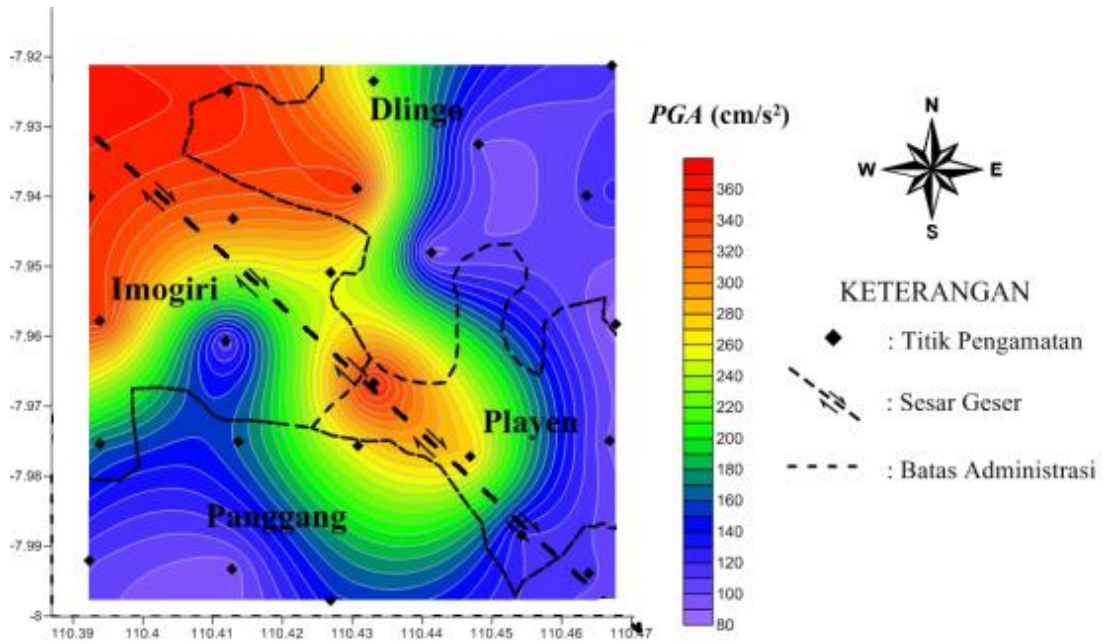 -7.92
-7.93
-7.94
-7.95
-7.96
-7.97
-7.98
-7.99
-8
110.39 110.4 110.41 110.42 110.43 110.44 110.45 110.46 110.47
Dlingo
Imogiri
Playen
Panggang
PGA (cm/s²)
360
340
320
300
280
260
240
220
200
180
160
140
120
100
80
N
W E
S
KETERANGAN
: Titik Pengamatan
: Sesar Geser
: Batas Administrasi